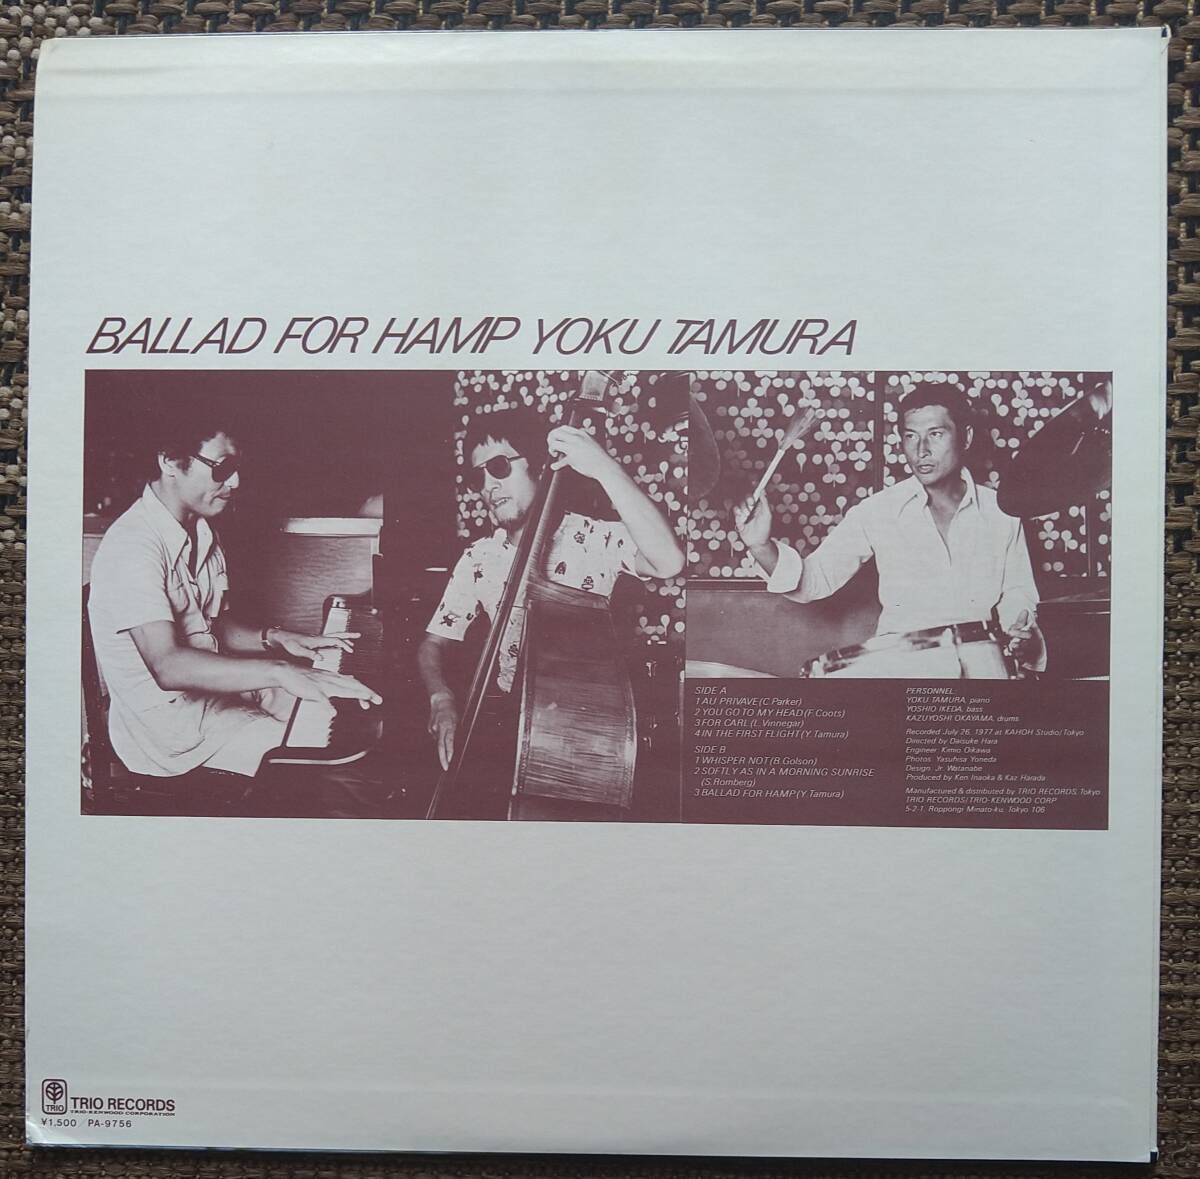 BALLAD FOR HAMP YOKU TAMURA
SIDE A
1 AU PRIVAVE (C. Parker)
2 YOU GO TO MY HEAD (F. Coots)
3 FOR CARL (L. Vinnegar)
4 IN THE FIRST FLIGHT (Y. Tamura)
SIDE B
1 WHISPER NOT (B. Golson)
2 SOFTLY AS IN A MORNING SUNRISE
(S. Romberg)
3 BALLAD FOR HAMP (Y. Tamura)
PERSONNEL:
YOKU TAMURA, piano
YOSHIO IKEDA, bass
KAZUYOSHI OKAYAMA, drums
Recorded July 26, 1977 at KAHOH Studio/Tokyo
Directed by Daisuke Hara
Engineer: Kimio Oikawa
Photos: Yasuhisa Yoneda
Design: Jr. Watanabe
Produced by Ken Inaoka & Kaz Harada
Manufactured & distributed by TRIO RECORDS, Tokyo.
TRIO RECORDS/TRIO-KENWOOD CORP
5-2-1, Roppongi Minato-ku, Tokyo 106
TRIO
TRIO RECORDS
TRIO-KENWOOD CORPORATION
¥1,500 / PA-9756